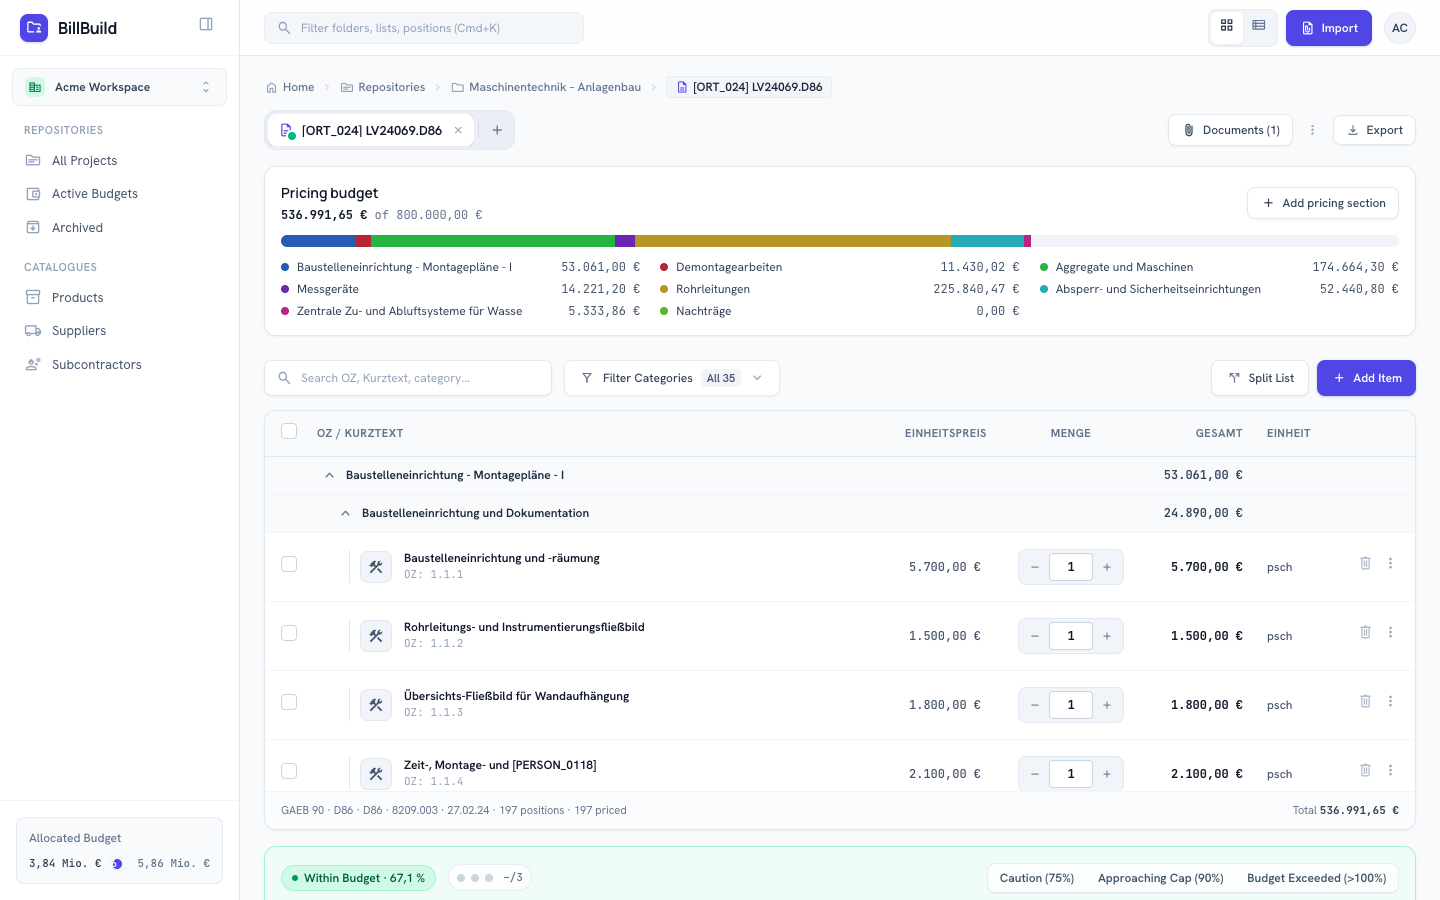 BillBuild
Filter folders, lists, positions (Cmd+K)
Import
AC
Acme Workspace
REPOSITORIES
All Projects
Active Budgets
Archived
CATALOGUES
Products
Suppliers
Subcontractors
Allocated Budget
3,84 Mio. € 5,86 Mio. €
Home > Repositories > Maschinentechnik – Anlagenbau > [ORT_024] LV24069.D86
[ORT_024] LV24069.D86 × +
Documents (1)
Export
Pricing budget
536.991,65 € of 800.000,00 €
+ Add pricing section
Baustelleneinrichtung - Montagepläne - I 53.061,00 €
Demontagearbeiten 11.430,02 €
Aggregate und Maschinen 174.664,30 €
Messgeräte 14.221,20 €
Rohrleitungen 225.840,47 €
Absperr- und Sicherheitseinrichtungen 52.440,80 €
Zentrale Zu- und Abluftsysteme für Wasse 5.333,86 €
Nachträge 0,00 €
Search OZ, Kurztext, category...
Filter Categories All 35
Split List
+ Add Item
OZ / KURZTEXT EINHEITSPREIS MENGE GESAMT EINHEIT
Baustelleneinrichtung - Montagepläne - I 53.061,00 €
Baustelleneinrichtung und Dokumentation 24.890,00 €
Baustelleneinrichtung und -räumung
OZ: 1.1.1
5.700,00 € − 1 + 5.700,00 € psch
Rohrleitungs- und Instrumentierungsfließbild
OZ: 1.1.2
1.500,00 € − 1 + 1.500,00 € psch
Übersichts-Fließbild für Wandaufhängung
OZ: 1.1.3
1.800,00 € − 1 + 1.800,00 € psch
Zeit-, Montage- und [PERSON_0118]
OZ: 1.1.4
2.100,00 € − 1 + 2.100,00 € psch
GAEB 90 · D86 · D86 · 8209.003 · 27.02.24 · 197 positions · 197 priced
Total 536.991,65 €
Within Budget · 67,1 %
–/3
Caution (75%) Approaching Cap (90%) Budget Exceeded (>100%)